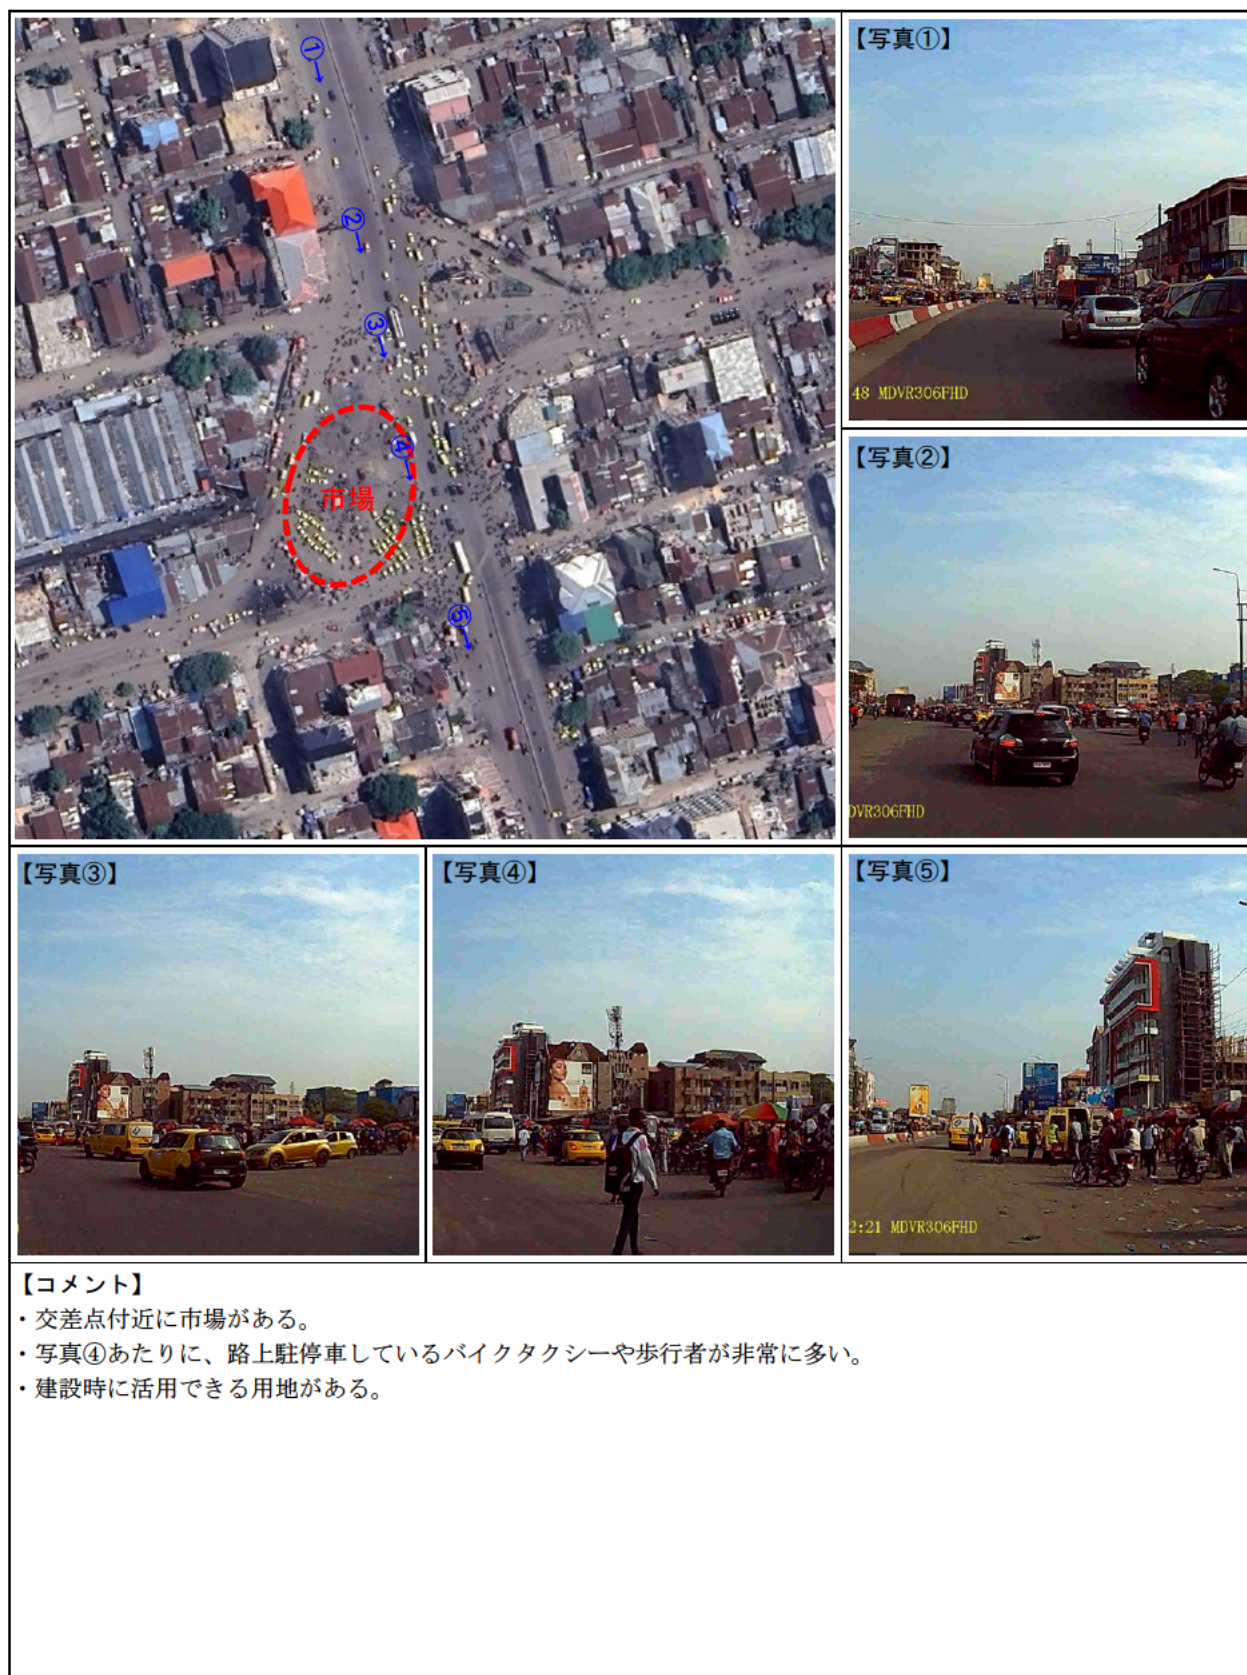 ①
②
③
④
市場
⑤
【写真①】
48 MDVR306FHD
【写真②】
DVR306FHD
【写真③】
【写真④】
【写真⑤】
2:21 MDVR306FHD
【コメント】
・交差点付近に市場がある。
・写真④あたりに、路上駐停車しているバイクタクシーや歩行者が非常に多い。
・建設時に活用できる用地がある。